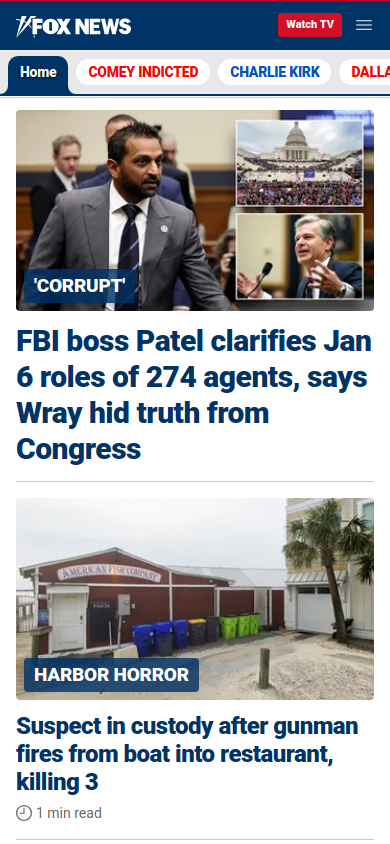 FOX NEWS
Watch TV
Home
COMEY INDICTED
CHARLIE KIRK
DALLA
'CORRUPT'
FBI boss Patel clarifies Jan
6 roles of 274 agents, says
Wray hid truth from
Congress
AMERICAN FISH COMPANY
HARBOR HORROR
Suspect in custody after gunman
fires from boat into restaurant,
killing 3
1 min read